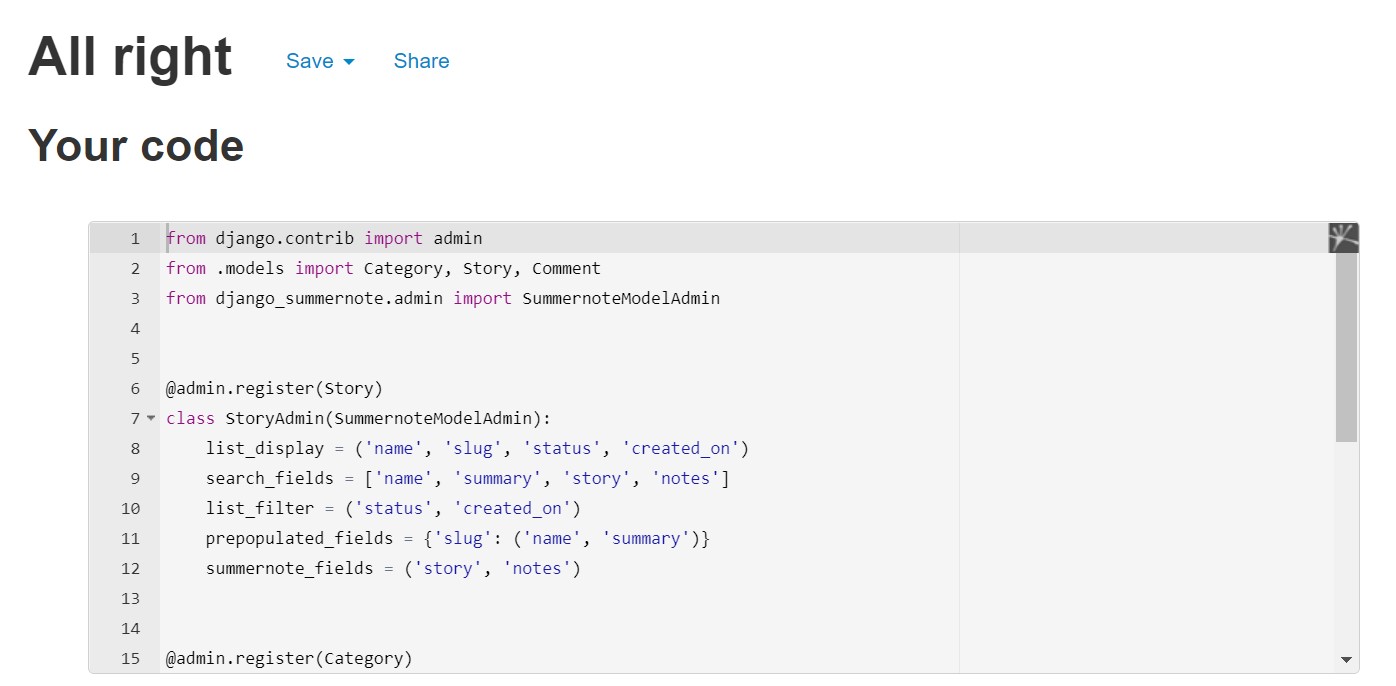 All right Save Share
Your code
1 from django.contrib import admin
2 from .models import Category, Story, Comment
3 from django_summernote.admin import SummernoteModelAdmin
4
5
6 @admin.register(Story)
7 class StoryAdmin(SummernoteModelAdmin):
8     list_display = ('name', 'slug', 'status', 'created_on')
9     search_fields = ['name', 'summary', 'story', 'notes']
10     list_filter = ('status', 'created_on')
11     prepopulated_fields = {'slug': ('name', 'summary')}
12     summernote_fields = ('story', 'notes')
13
14
15 @admin.register(Category)